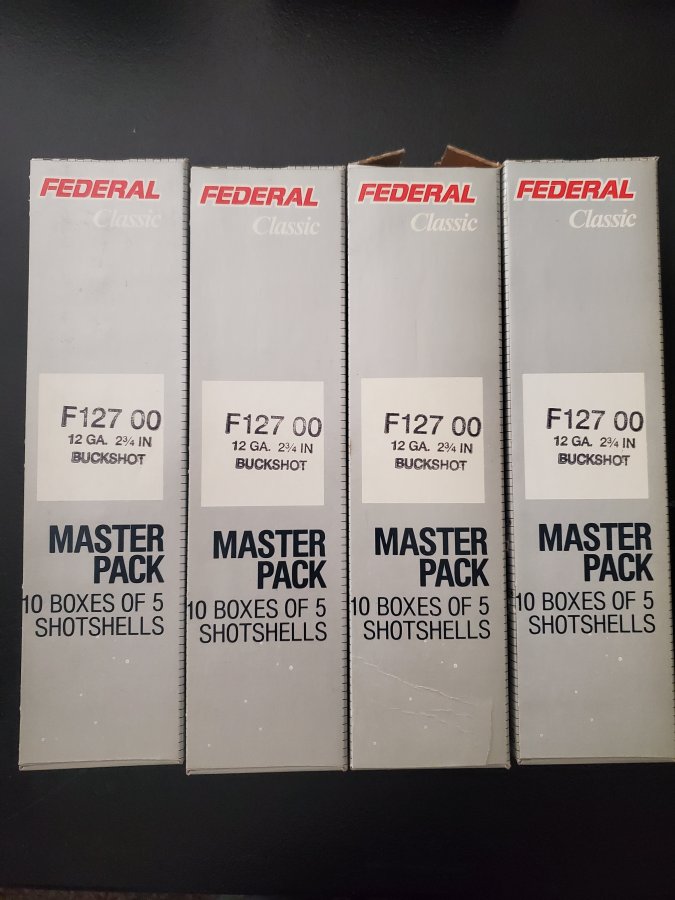 FEDERAL
Classic
F127 00
12 GA. 2¾ IN
BUCKSHOT
MASTER
PACK
10 BOXES OF 5
SHOTSHELLS
FEDERAL
Classic
F127 00
12 GA. 2¾ IN
BUCKSHOT
MASTER
PACK
10 BOXES OF 5
SHOTSHELLS
FEDERAL
Classic
F127 00
12 GA. 2¾ IN
BUCKSHOT
MASTER
PACK
10 BOXES OF 5
SHOTSHELLS
FEDERAL
Classic
F127 00
12 GA. 2¾ IN
BUCKSHOT
MASTER
PACK
10 BOXES OF 5
SHOTSHELLS